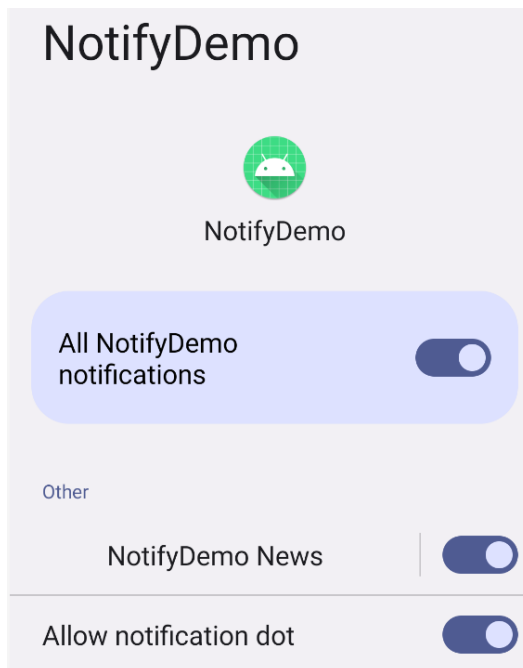 NotifyDemo
NotifyDemo
All NotifyDemo
notifications
Other
NotifyDemo News
Allow notification dot